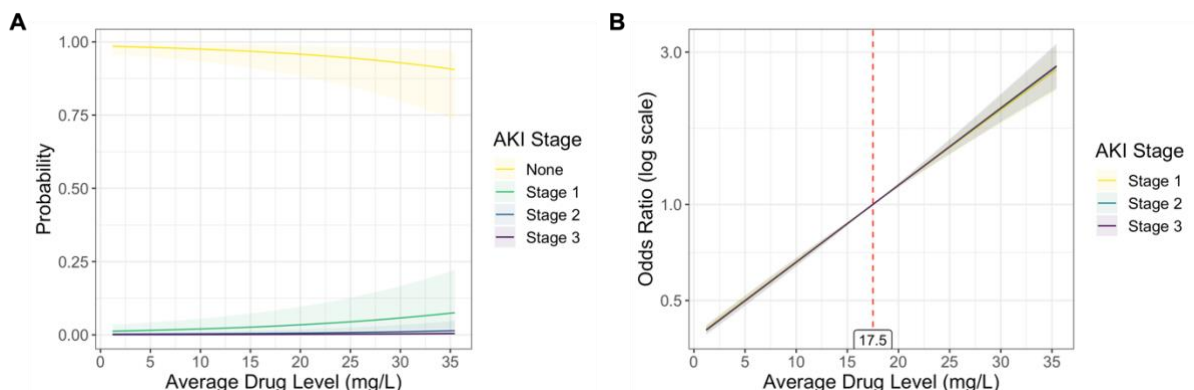 A
1.00
0.75
0.50
0.25
0.00
Probability
0 5 10 15 20 25 30 35
Average Drug Level (mg/L)
AKI Stage
None
Stage 1
Stage 2
Stage 3
B
3.0
1.0
0.5
Odds Ratio (log scale)
17.5
0 5 10 15 20 25 30 35
Average Drug Level (mg/L)
AKI Stage
Stage 1
Stage 2
Stage 3